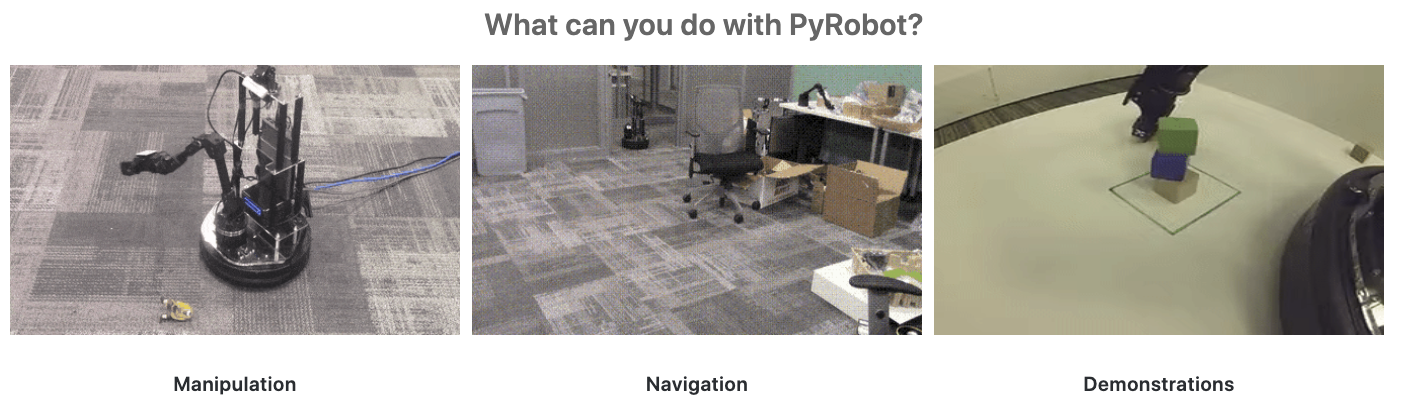 What can you do with PyRobot?
Manipulation
Navigation
Demonstrations